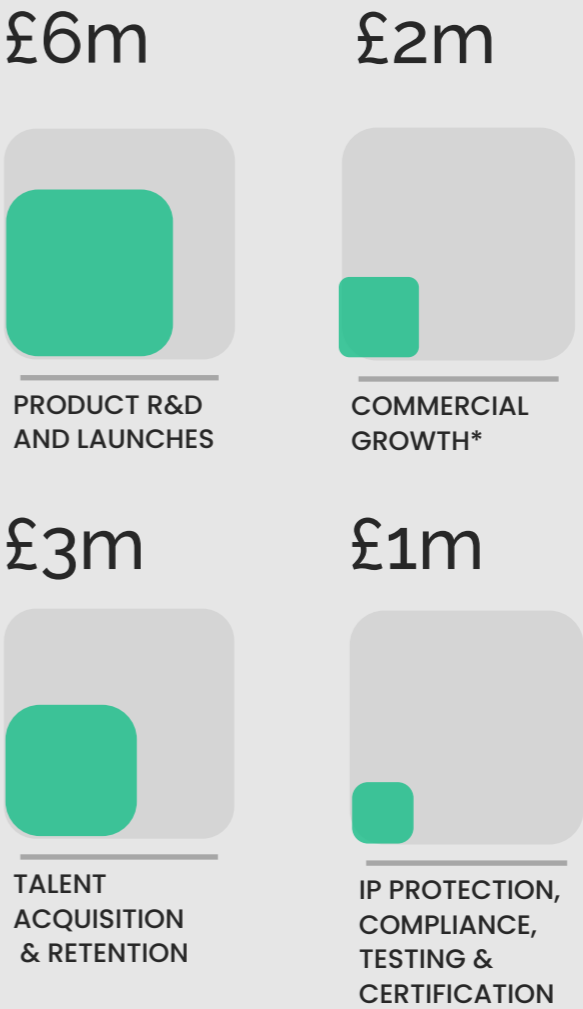 £6m
£2m
PRODUCT R&D
AND LAUNCHES
COMMERCIAL
GROWTH*
£3m
£1m
TALENT
ACQUISITION
& RETENTION
IP PROTECTION,
COMPLIANCE,
TESTING &
CERTIFICATION